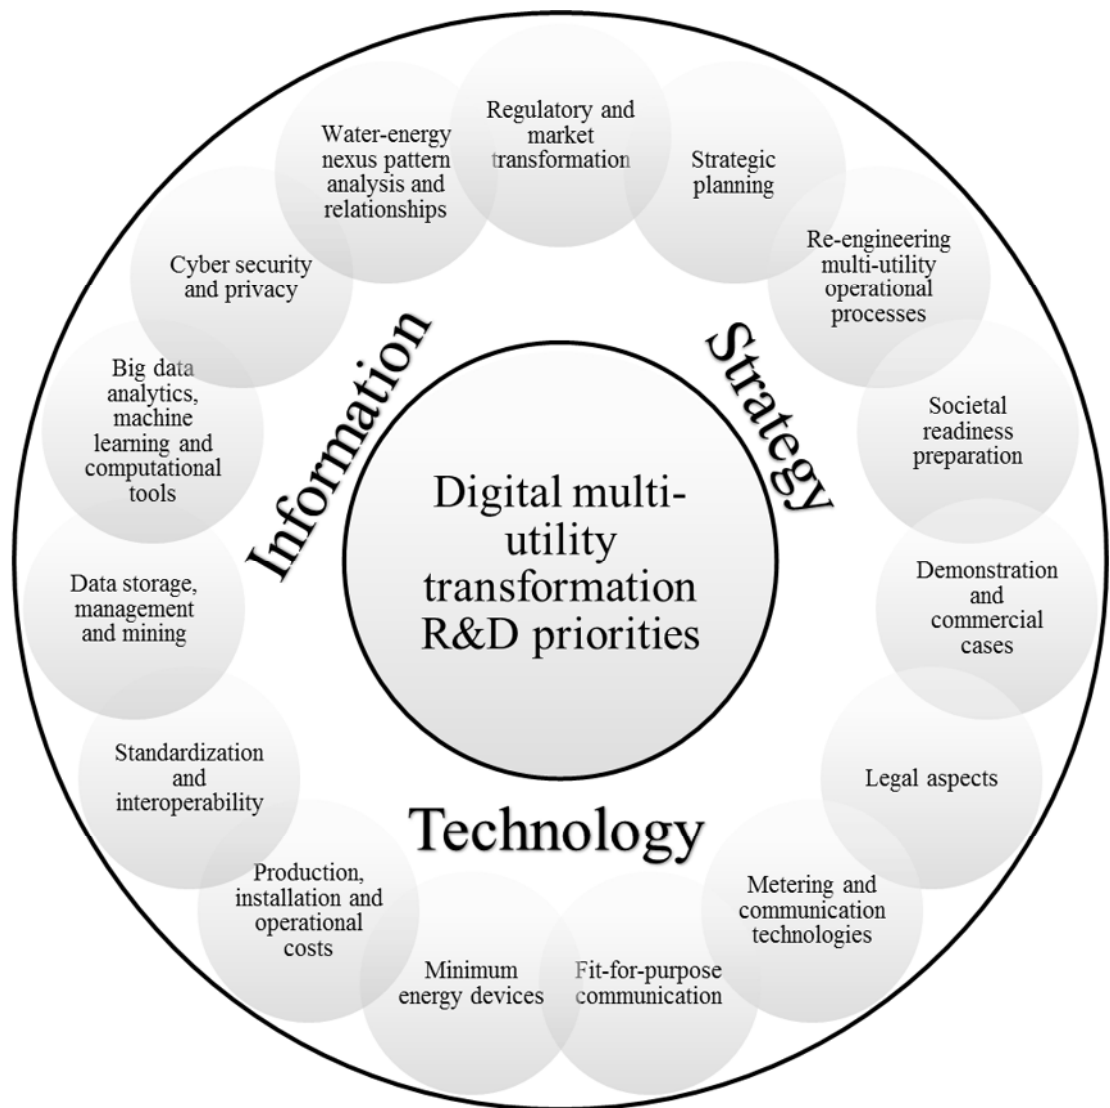 Regulatory and
market
transformation
Strategic
planning
Re-engineering
multi-utility
operational
processes
Societal
readiness
preparation
Demonstration
and
commercial
cases
Legal aspects
Metering and
communication
technologies
Fit-for-purpose
communication
Minimum
energy devices
Production,
installation and
operational
costs
Standardization
and
interoperability
Data storage,
management
and mining
Big data
analytics,
machine
learning and
computational
tools
Cyber security
and privacy
Water-energy
nexus pattern
analysis and
relationships
Information
Strategy
Technology
Digital multi-
utility
transformation
R&D priorities